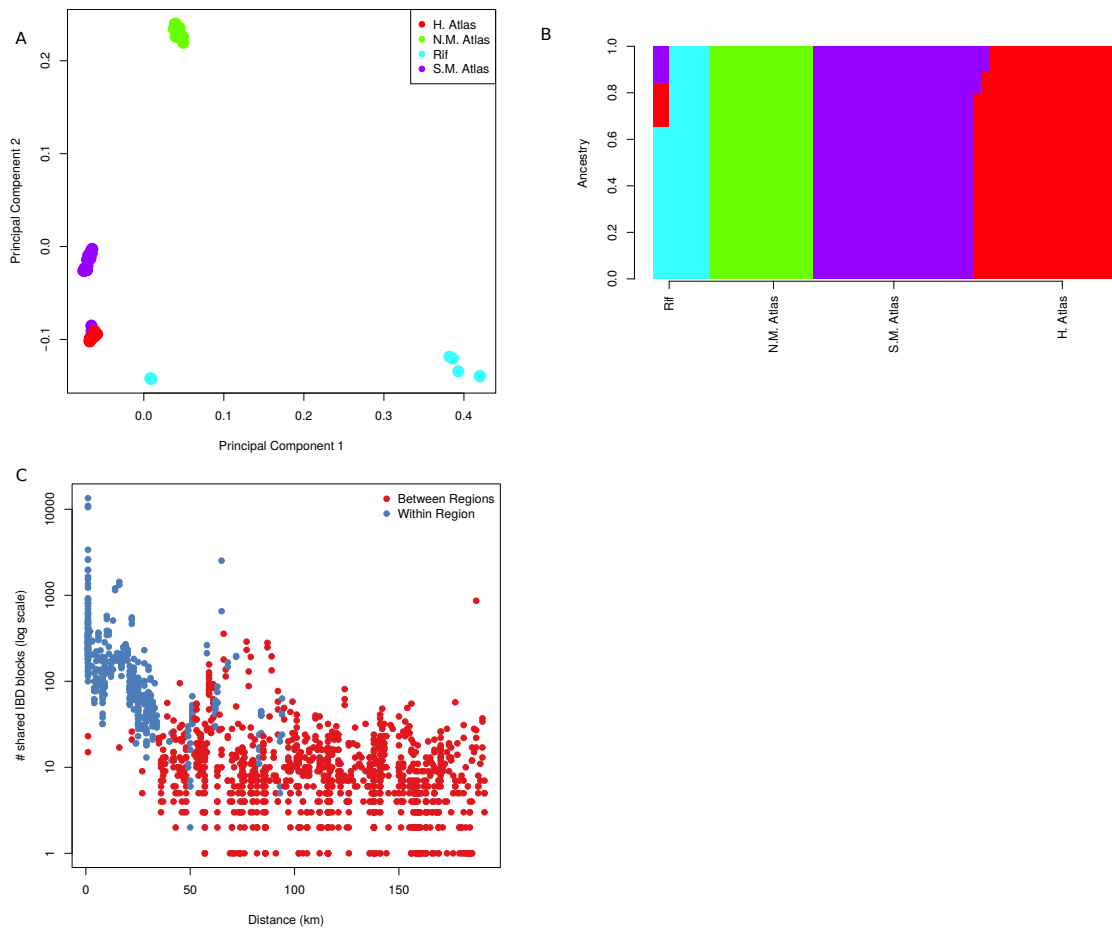 A
H. Atlas
N.M. Atlas
Rif
S.M. Atlas
Principal Component 2
−0.1
0.0
0.1
0.2
0.0
0.1
0.2
0.3
0.4
Principal Component 1
B
Ancestry
0.0
0.2
0.4
0.6
0.8
1.0
Rif
N.M. Atlas
S.M. Atlas
H. Atlas
C
Between Regions
Within Region
# shared IBD blocks (log scale)
1
10
100
1000
10000
0
50
100
150
Distance (km)